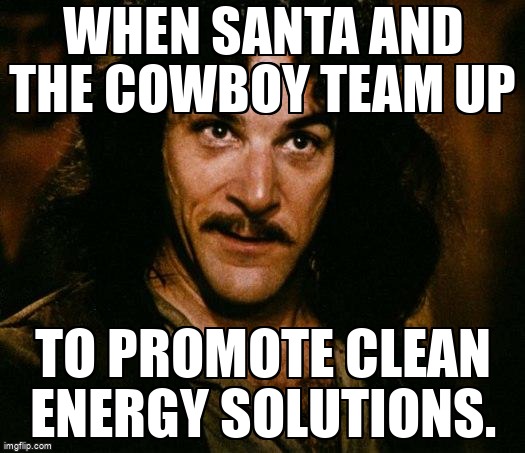 WHEN SANTA AND
THE COWBOY TEAM UP
TO PROMOTE CLEAN
ENERGY SOLUTIONS.
imgflip.com